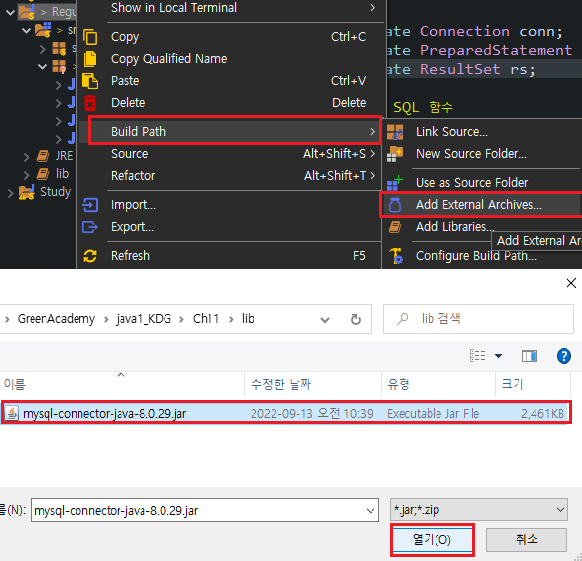 Regu
sr
J
J
J
J
JRE
lib
Study
Show in Local Terminal
Copy Ctrl+C
Copy Qualified Name
Paste Ctrl+V
Delete Delete
Build Path
Source Alt+Shift+S
Refactor Alt+Shift+T
Import...
Export...
Refresh F5
ate Connection conn;
ate PreparedStatement
ate ResultSet rs;
SQL 함수
Link Source...
New Source Folder...
Use as Source Folder
Add External Archives...
Add Libraries...
Add External Ar
Configure Build Path...
GreenAcademy > java1_KDG > Ch11 > lib
lib 검색
이름 수정한 날짜 유형 크기
mysql-connector-java-8.0.29.jar 2022-09-13 오전 10:39 Executable Jar File 2,461KB
름(N): mysql-connector-java-8.0.29.jar *.jar;*.zip
열기(O) 취소